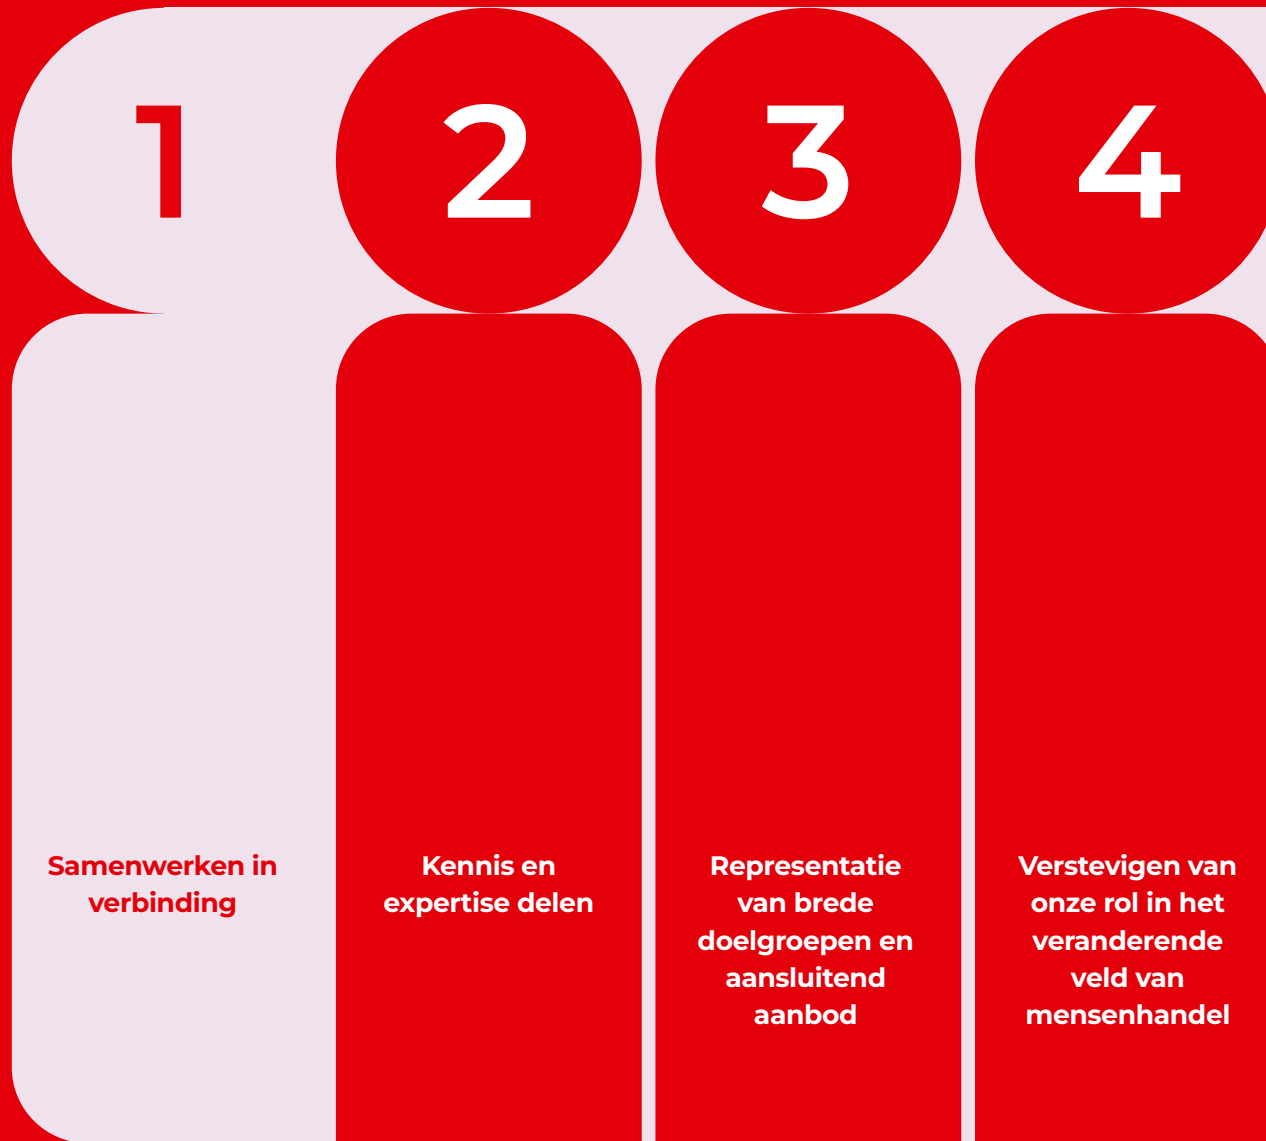 1
Samenwerken in
verbinding
2
Kennis en
expertise delen
3
Representatie
van brede
doelgroepen en
aansluitend
aanbod
4
Verstevigen van
onze rol in het
veranderende
veld van
mensenhandel